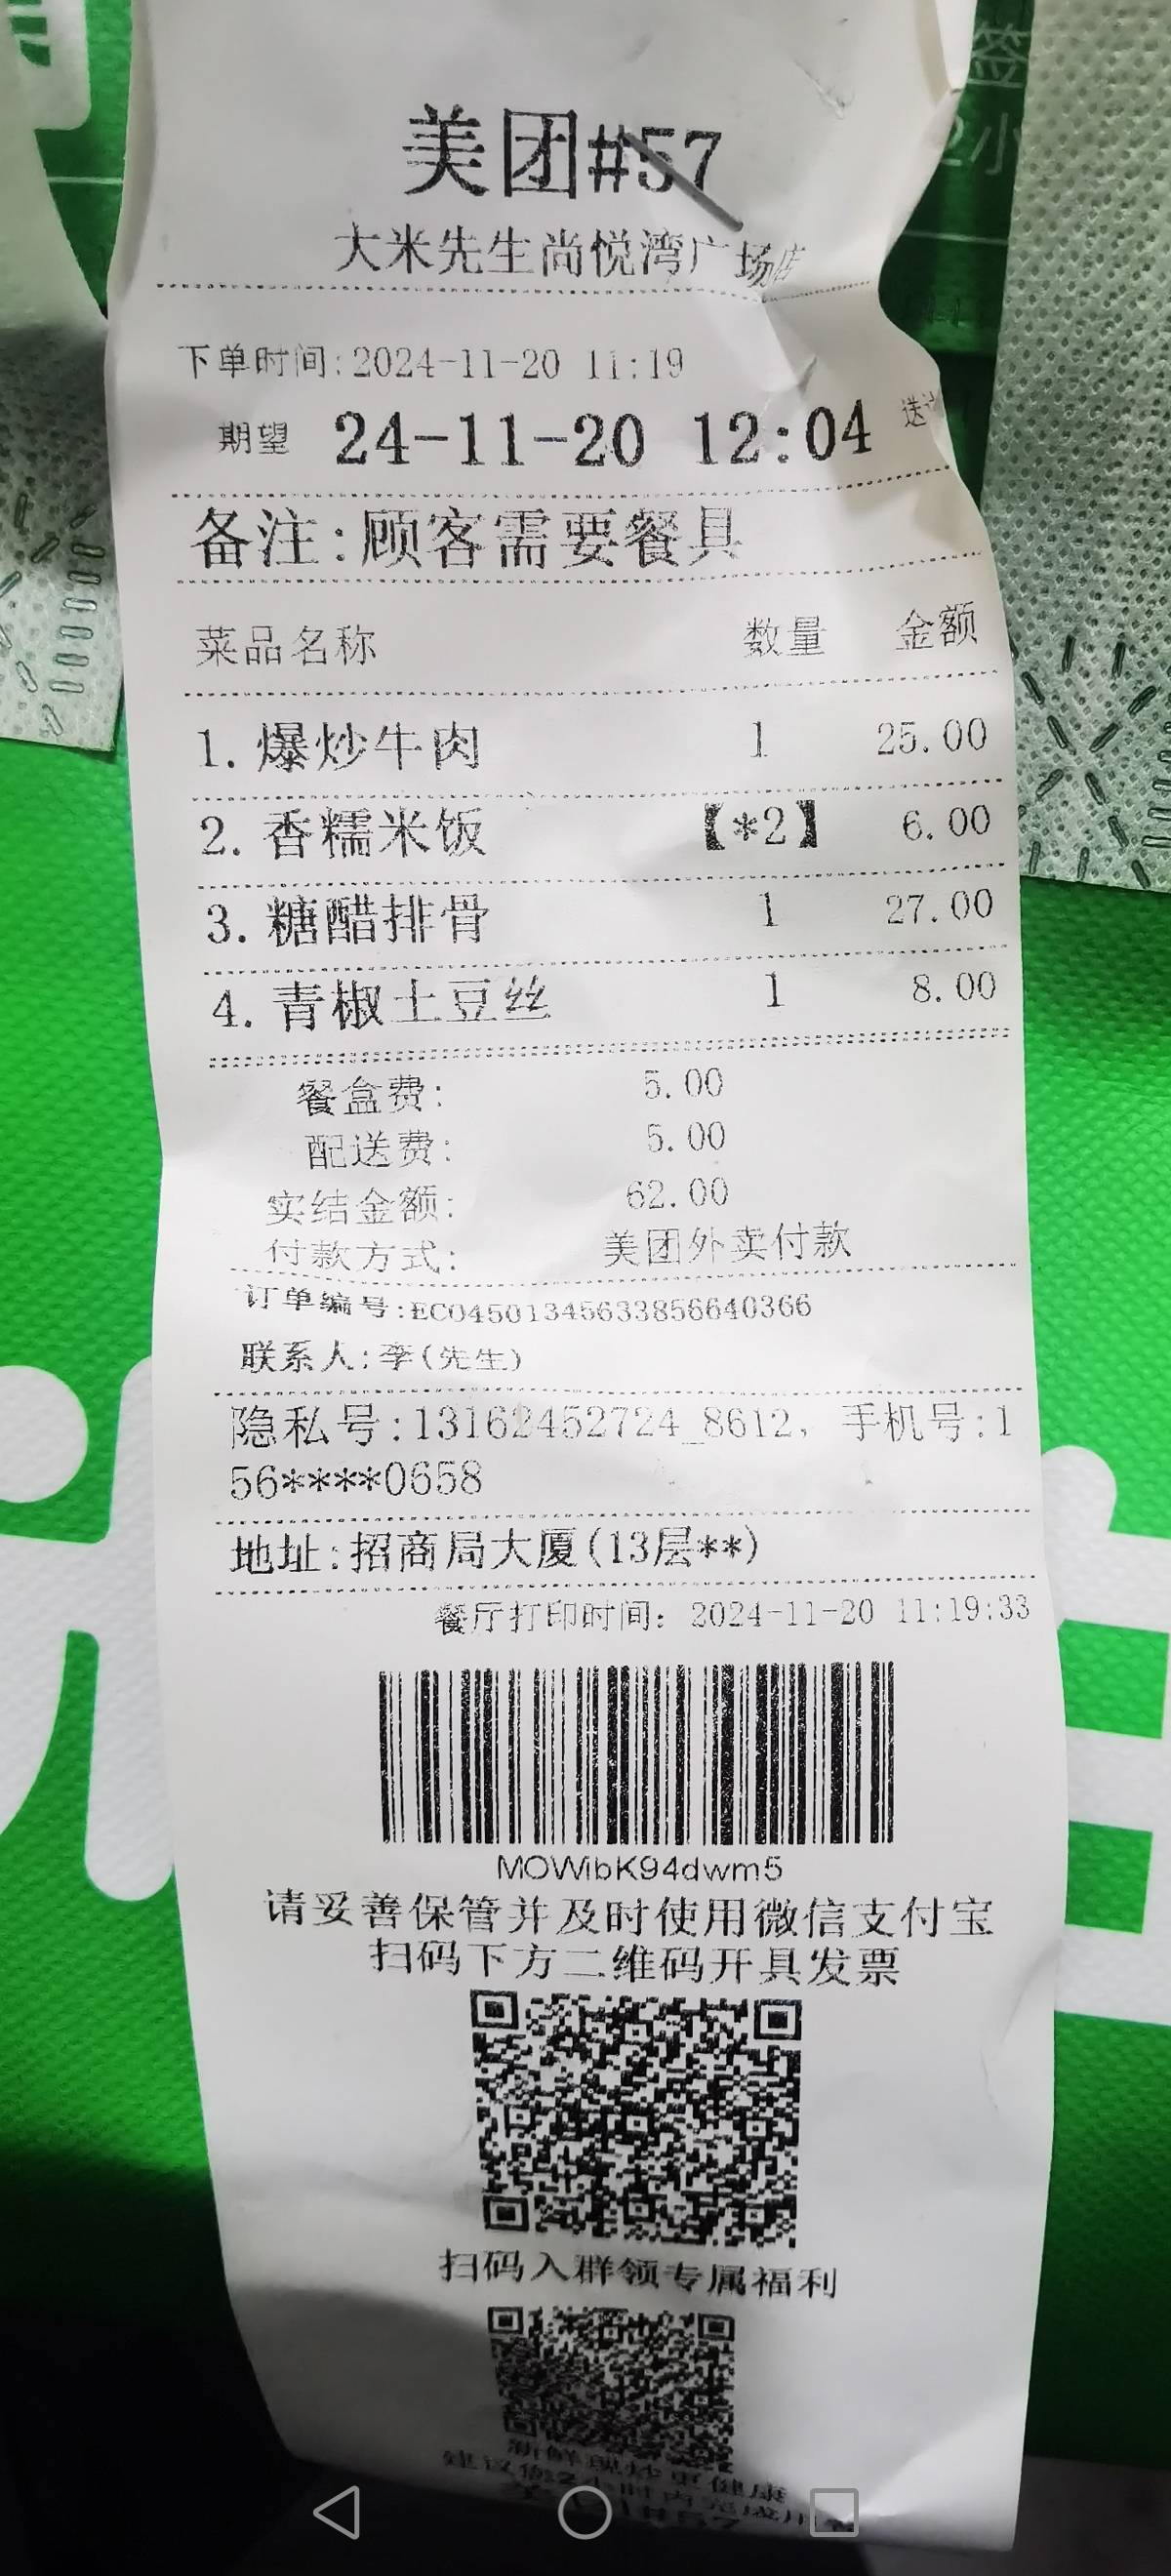 美团#57
大米先生尚悦湾广场店
下单时间:2024-11-20 11:19
期望 24-11-20 12:04 送达
备注:顾客需要餐具
菜品名称 数量 金额
1.爆炒牛肉 1 25.00
2.香糯米饭 【*2】 6.00
3.糖醋排骨 1 27.00
4.青椒土豆丝 1 8.00
餐盒费: 5.00
配送费: 5.00
实结金额: 62.00
付款方式: 美团外卖付款
订单编号:EC0450134563385664036​6
联系人:李(先生)
隐私号:13162452724_8612, 手机号:1
56****0658
地址:招商局大厦(13层**)
餐厅打印时间: 2024-11-20 11:19:33
MOWibK94dwm5
请妥善保管并及时使用微信支付宝
扫码下方二维码开具发票
扫码入群领专属福利
新鲜现炒更健康